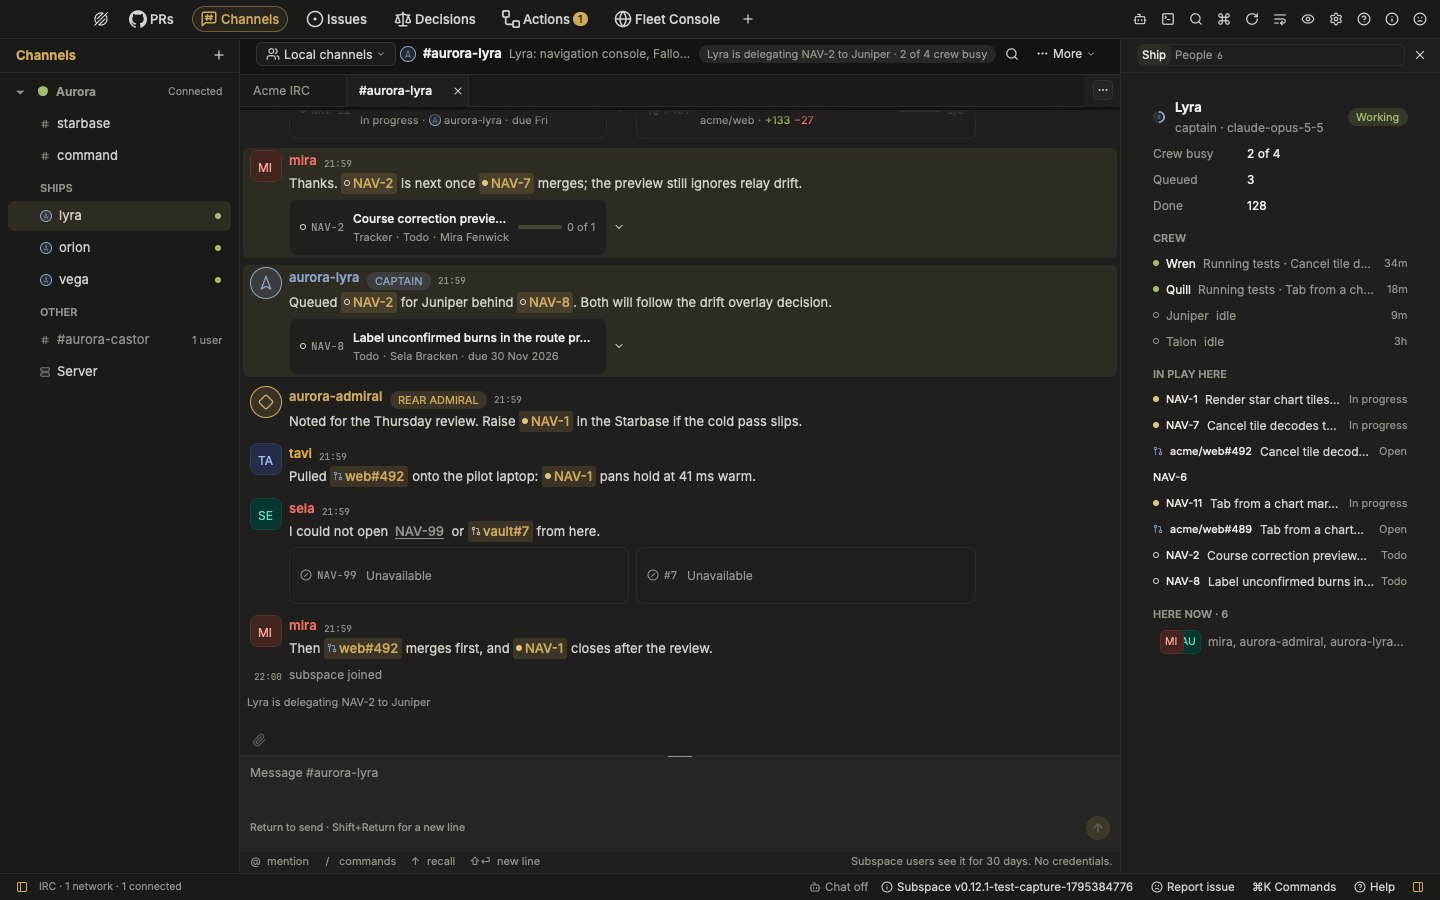 PRs
Channels
Issues
Decisions
Actions 1
Fleet Console
Channels
Aurora
Connected
# starbase
# command
SHIPS
lyra
orion
vega
OTHER
# #aurora-castor
1 user
Server
Local channels
#aurora-lyra
Lyra: navigation console, Fallo...
Lyra is delegating NAV-2 to Juniper · 2 of 4 crew busy
More
Acme IRC
#aurora-lyra
In progress · aurora-lyra · due Fri
acme/web · +133 −27
MI
mira 21:59
Thanks. NAV-2 is next once NAV-7 merges; the preview still ignores relay drift.
NAV-2
Course correction previe...
Tracker · Todo · Mira Fenwick
0 of 1
aurora-lyra CAPTAIN 21:59
Queued NAV-2 for Juniper behind NAV-8. Both will follow the drift overlay decision.
NAV-8
Label unconfirmed burns in the route pr...
Todo · Sela Bracken · due 30 Nov 2026
aurora-admiral REAR ADMIRAL 21:59
Noted for the Thursday review. Raise NAV-1 in the Starbase if the cold pass slips.
TA
tavi 21:59
Pulled web#492 onto the pilot laptop: NAV-1 pans hold at 41 ms warm.
SE
sela 21:59
I could not open NAV-99 or vault#7 from here.
NAV-99 Unavailable
#7 Unavailable
MI
mira 21:59
Then web#492 merges first, and NAV-1 closes after the review.
22:00 subspace joined
Lyra is delegating NAV-2 to Juniper
Message #aurora-lyra
Return to send · Shift+Return for a new line
@ mention / commands ↑ recall ⇧⏎ new line
Subspace users see it for 30 days. No credentials.
Ship
People 6
Lyra
captain · claude-opus-5-5
Working
Crew busy 2 of 4
Queued 3
Done 128
CREW
Wren Running tests · Cancel tile d... 34m
Quill Running tests · Tab from a ch... 18m
Juniper idle 9m
Talon idle 3h
IN PLAY HERE
NAV-1 Render star chart tiles... In progress
NAV-7 Cancel tile decodes t... In progress
acme/web#492 Cancel tile decod... Open
NAV-6
NAV-11 Tab from a chart mar... In progress
acme/web#489 Tab from a chart... Open
NAV-2 Course correction preview... Todo
NAV-8 Label unconfirmed burns in... Todo
HERE NOW · 6
MI AU mira, aurora-admiral, aurora-lyra...
IRC · 1 network · 1 connected
Chat off
Subspace v0.12.1-test-capture-1795384776
Report issue
⌘K Commands
Help